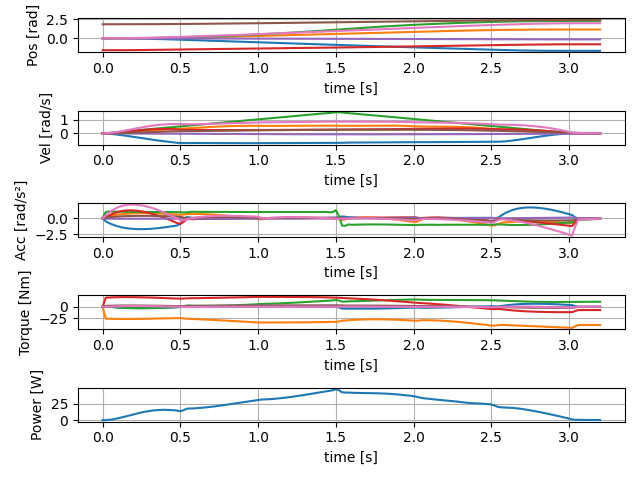 Pos [rad]
2.5
0.0
0.0 0.5 1.0 1.5 2.0 2.5 3.0
time [s]
Vel [rad/s]
1
0
0.0 0.5 1.0 1.5 2.0 2.5 3.0
time [s]
Acc [rad/s²]
0.0
−2.5
0.0 0.5 1.0 1.5 2.0 2.5 3.0
time [s]
Torque [Nm]
0
−25
0.0 0.5 1.0 1.5 2.0 2.5 3.0
time [s]
Power [W]
25
0
0.0 0.5 1.0 1.5 2.0 2.5 3.0
time [s]